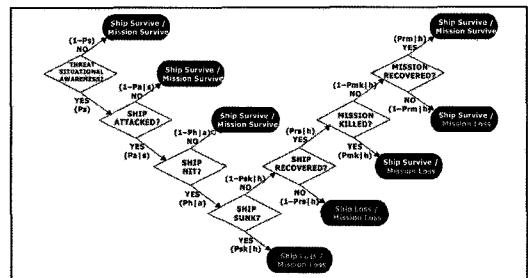 Ship Survive /
Mission Survive
(1-Ps)
NO
THREAT
SITUATIONAL
AWARENESS?
YES
(Ps)
Ship Survive /
Mission Survive
(1-Pa|s)
NO
SHIP
ATTACKED?
YES
(Pa|s)
Ship Survive /
Mission Survive
(1-Ph|a)
NO
SHIP
HIT?
YES
(Ph|a)
(1-Psk|h)
NO
SHIP
SUNK?
YES
(Psk|h)
Ship Loss /
Mission Loss
(Prs|h)
YES
SHIP
RECOVERED?
NO
(1-Prs|h)
Ship Loss /
Mission Loss
(1-Pmk|h)
NO
MISSION
KILLED?
YES
(Pmk|h)
Ship Survive /
Mission Loss
(Prm|h)
YES
MISSION
RECOVERED?
NO
(1-Prm|h)
Ship Survive /
Mission Loss
Ship Survive /
Mission Survive